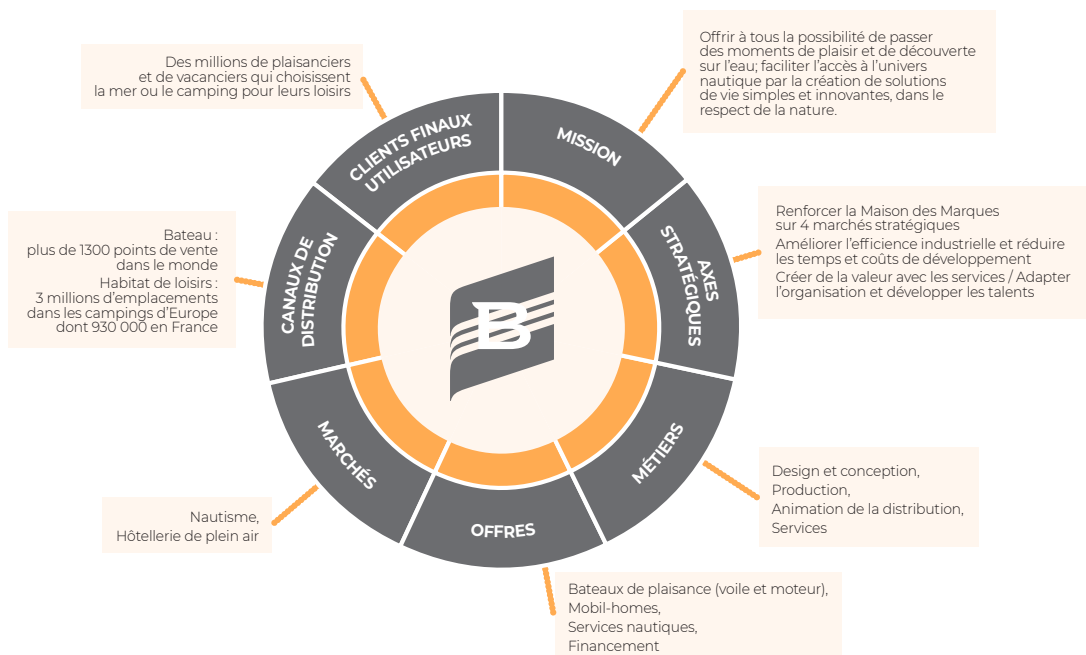 Offrir à tous la possibilité de passer
des moments de plaisir et de découverte
sur l'eau; faciliter l'accès à l'univers
nautique par la création de solutions
de vie simples et innovantes, dans le
respect de la nature.
MISSION
Renforcer la Maison des Marques
sur 4 marchés stratégiques
Améliorer l'efficience industrielle et réduire
les temps et coûts de développement
Créer de la valeur avec les services / Adapter
l'organisation et développer les talents
AXES
STRATÉGIQUES
Design et conception,
Production,
Animation de la distribution,
Services
MÉTIERS
Bateaux de plaisance (voile et moteur),
Mobil-homes,
Services nautiques,
Financement
OFFRES
Nautisme,
Hôtellerie de plein air
MARCHÉS
Bateau :
plus de 1300 points de vente
dans le monde
Habitat de loisirs :
3 millions d'emplacements
dans les campings d'Europe
dont 930 000 en France
CANAUX DE
DISTRIBUTION
Des millions de plaisanciers
et de vacanciers qui choisissent
la mer ou le camping pour leurs loisirs
CLIENTS FINAUX
UTILISATEURS
B